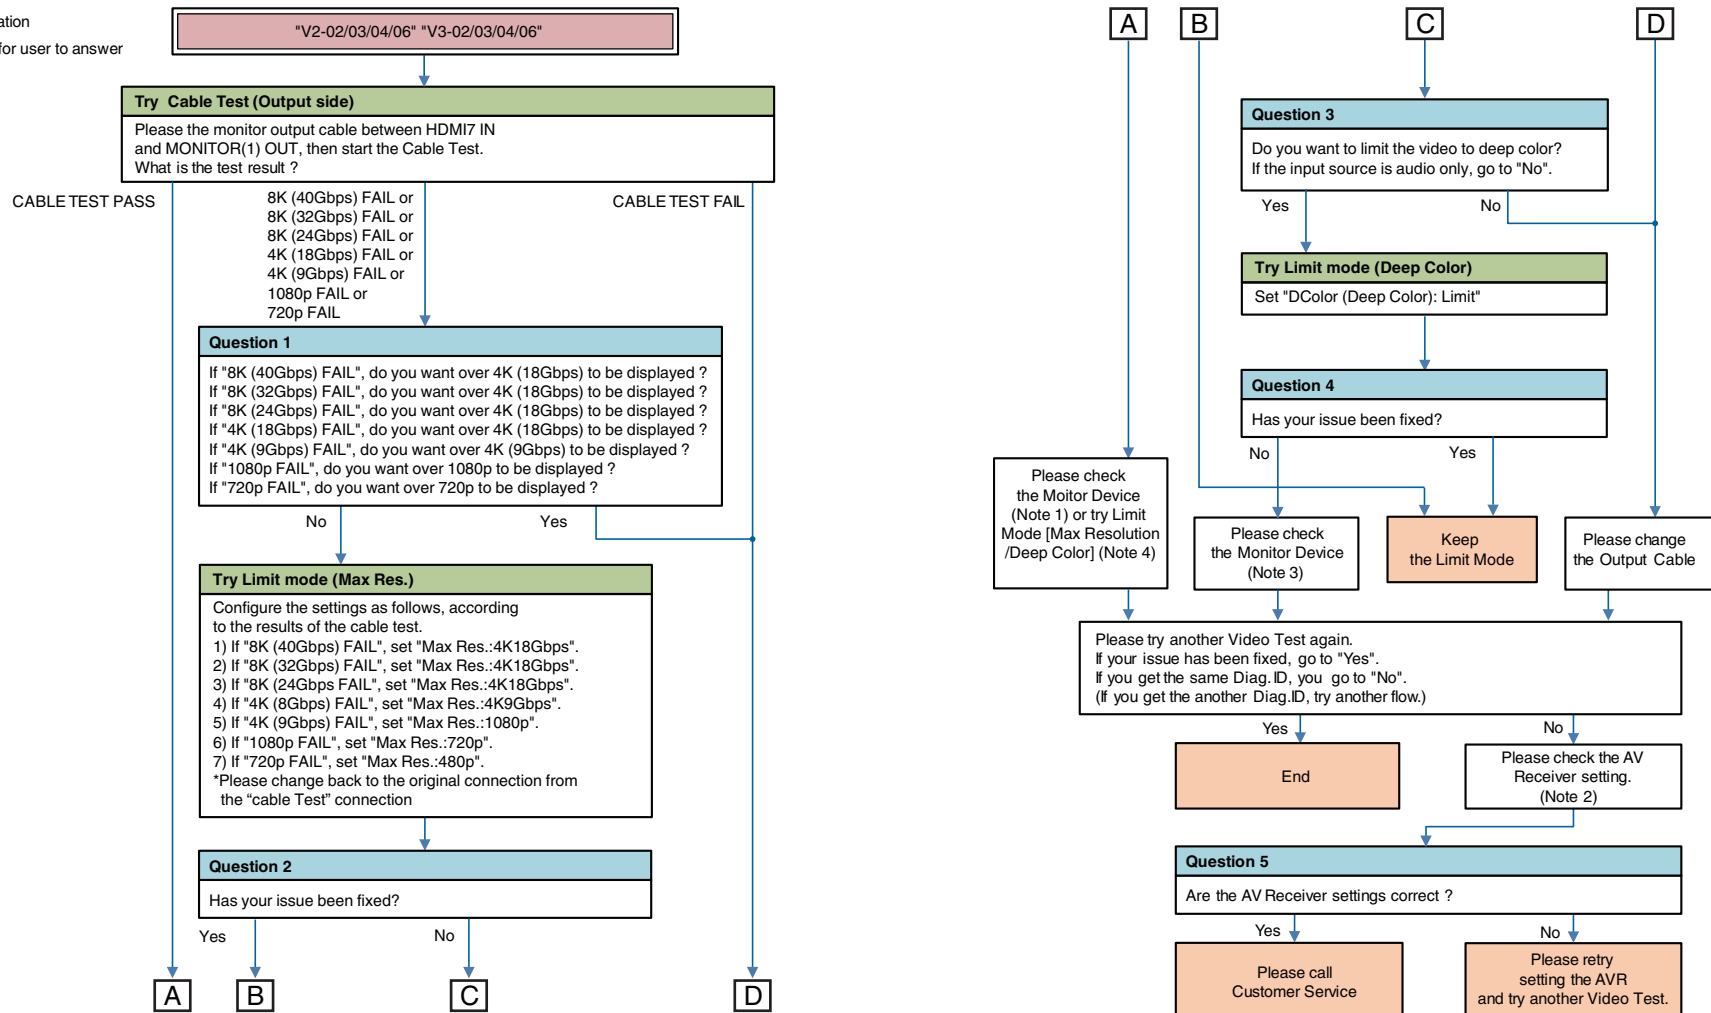 ation
for user to answer
"V2-02/03/04/06" "V3-02/03/04/06"
Try Cable Test (Output side)
Please the monitor output cable between HDMI7 IN
and MONITOR(1) OUT, then start the Cable Test.
What is the test result ?
CABLE TEST PASS
8K (40Gbps) FAIL or
8K (32Gbps) FAIL or
8K (24Gbps) FAIL or
4K (18Gbps) FAIL or
4K (9Gbps) FAIL or
1080p FAIL or
720p FAIL
CABLE TEST FAIL
Question 1
If "8K (40Gbps) FAIL", do you want over 4K (18Gbps) to be displayed ?
If "8K (32Gbps) FAIL", do you want over 4K (18Gbps) to be displayed ?
If "8K (24Gbps) FAIL", do you want over 4K (18Gbps) to be displayed ?
If "4K (18Gbps) FAIL", do you want over 4K (18Gbps) to be displayed ?
If "4K (9Gbps) FAIL", do you want over 4K (9Gbps) to be displayed ?
If "1080p FAIL", do you want over 1080p to be displayed ?
If "720p FAIL", do you want over 720p to be displayed ?
No
Yes
Try Limit mode (Max Res.)
Configure the settings as follows, according
to the results of the cable test.
1) If "8K (40Gbps) FAIL", set "Max Res.:4K18Gbps".
2) If "8K (32Gbps) FAIL", set "Max Res.:4K18Gbps".
3) If "8K (24Gbps FAIL", set "Max Res.:4K18Gbps".
4) If "4K (8Gbps) FAIL", set "Max Res.:4K9Gbps".
5) If "4K (9Gbps) FAIL", set "Max Res.:1080p".
6) If "1080p FAIL", set "Max Res.:720p".
7) If "720p FAIL", set "Max Res.:480p".
*Please change back to the original connection from
the “cable Test” connection
Question 2
Has your issue been fixed?
Yes
No
A
B
C
D
A
B
C
D
Question 3
Do you want to limit the video to deep color?
If the input source is audio only, go to "No".
Yes
No
Try Limit mode (Deep Color)
Set "DColor (Deep Color): Limit"
Question 4
Has your issue been fixed?
No
Yes
Please check
the Moitor Device
(Note 1) or try Limit
Mode [Max Resolution
/Deep Color] (Note 4)
Please check
the Monitor Device
(Note 3)
Keep
the Limit Mode
Please change
the Output Cable
Please try another Video Test again.
If your issue has been fixed, go to "Yes".
If you get the same Diag.ID, you go to "No".
(If you get the another Diag.ID, try another flow.)
Yes
No
End
Please check the AV
Receiver setting.
(Note 2)
Question 5
Are the AV Receiver settings correct ?
Yes
No
Please call
Customer Service
Please retry
setting the AVR
and try another Video Test.